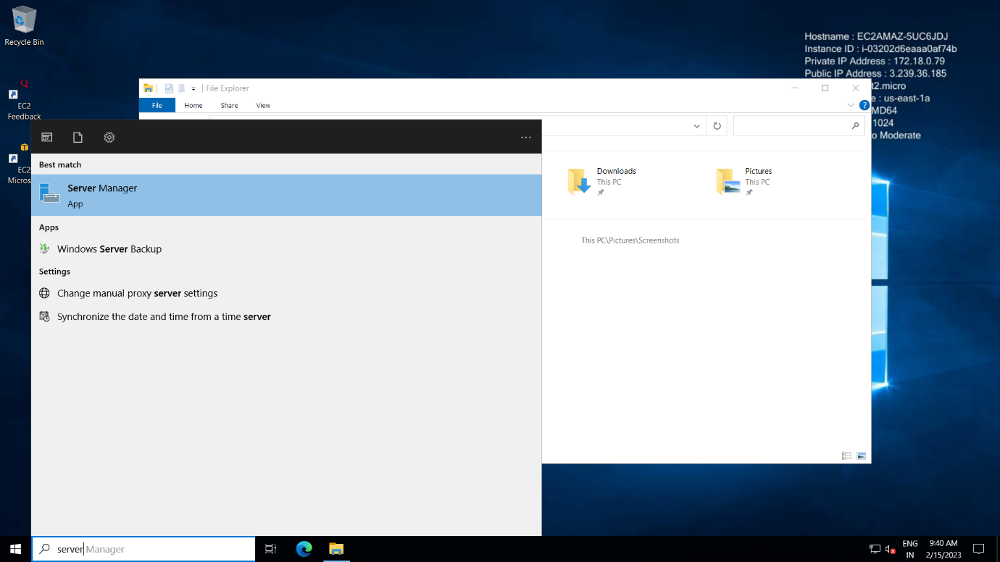 Recycle Bin
EC2
Feedback
EC2
Micros
Hostname : EC2AMAZ-5UC6JDJ
Instance ID : i-03202d6eaaa0af74b
Private IP Address : 172.18.0.79
Public IP Address : 3.239.36.185
t2.micro
e : us-east-1a
MD64
1024
o Moderate
File Explorer
File Home Share View
Best match
Server Manager
App
Apps
Windows Server Backup
Settings
Change manual proxy server settings
Synchronize the date and time from a time server
Downloads
This PC
Pictures
This PC
This PC\Pictures\Screenshots
server Manager
ENG
IN
9:40 AM
2/15/2023